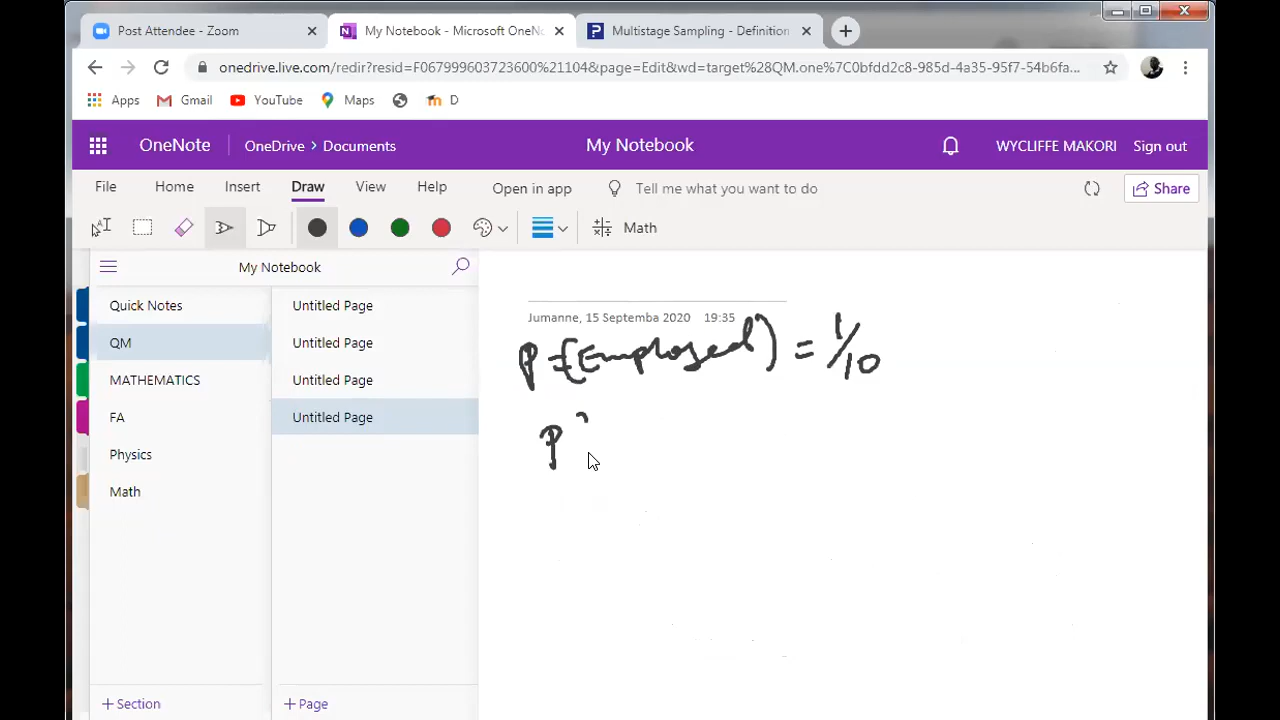 Post Attendee - Zoom
My Notebook - Microsoft OneNo
Multistage Sampling - Definition
onedrive.live.com/redir?resid=F067999603723600%21104&page=Edit&wd=target%28QM.one%7C0bfdd2c8-985d-4a35-95f7-54b6fa...
Apps Gmail YouTube Maps D
OneNote OneDrive > Documents My Notebook WYCLIFFE MAKORI Sign out
File Home Insert Draw View Help Open in app Tell me what you want to do Share
Math
My Notebook
Quick Notes
QM
MATHEMATICS
FA
Physics
Math
+ Section
Untitled Page
Untitled Page
Untitled Page
Untitled Page
+ Page
Jumanne, 15 Septemba 2020 19:35
P (Employed) = 1/10
P